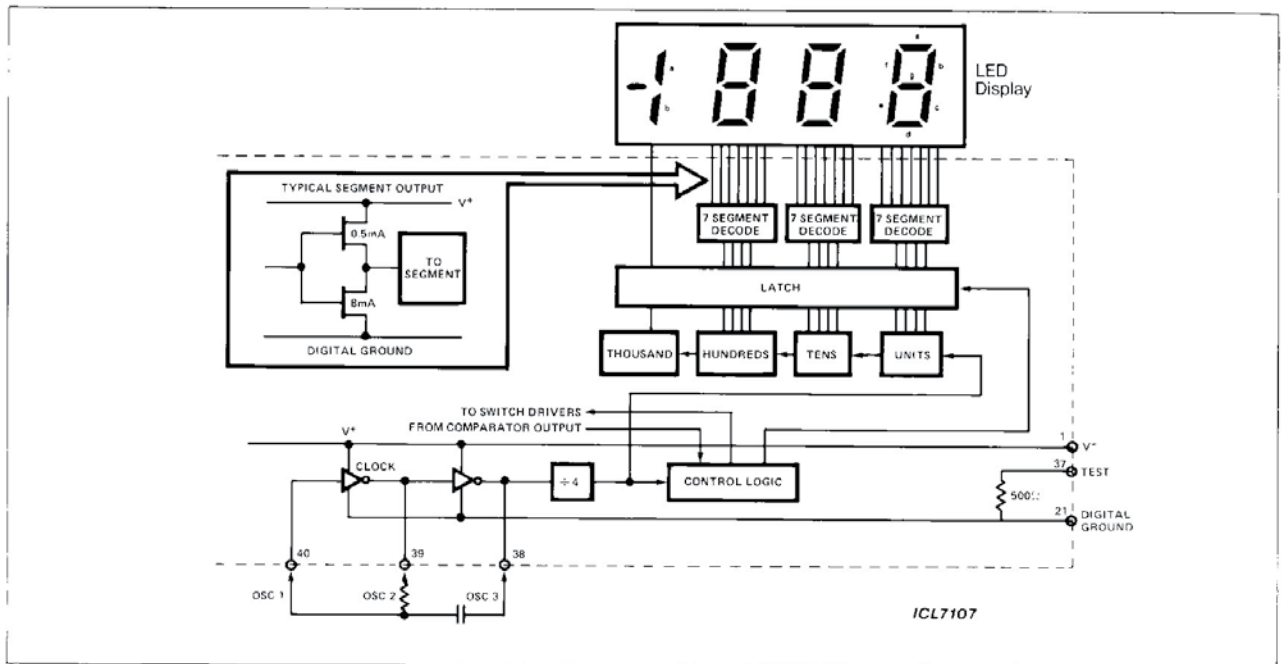 a
f b
g
e c
d
a
b
LED
Display
TYPICAL SEGMENT OUTPUT
V+
0.5mA
TO
SEGMENT
8mA
DIGITAL GROUND
7 SEGMENT
DECODE
7 SEGMENT
DECODE
7 SEGMENT
DECODE
LATCH
THOUSAND
HUNDREDS
TENS
UNITS
TO SWITCH DRIVERS
FROM COMPARATOR OUTPUT
V+
CLOCK
÷4
CONTROL LOGIC
1
V+
37
TEST
500Ω
21
DIGITAL
GROUND
40
39
38
OSC 1
OSC 2
OSC 3
ICL7107